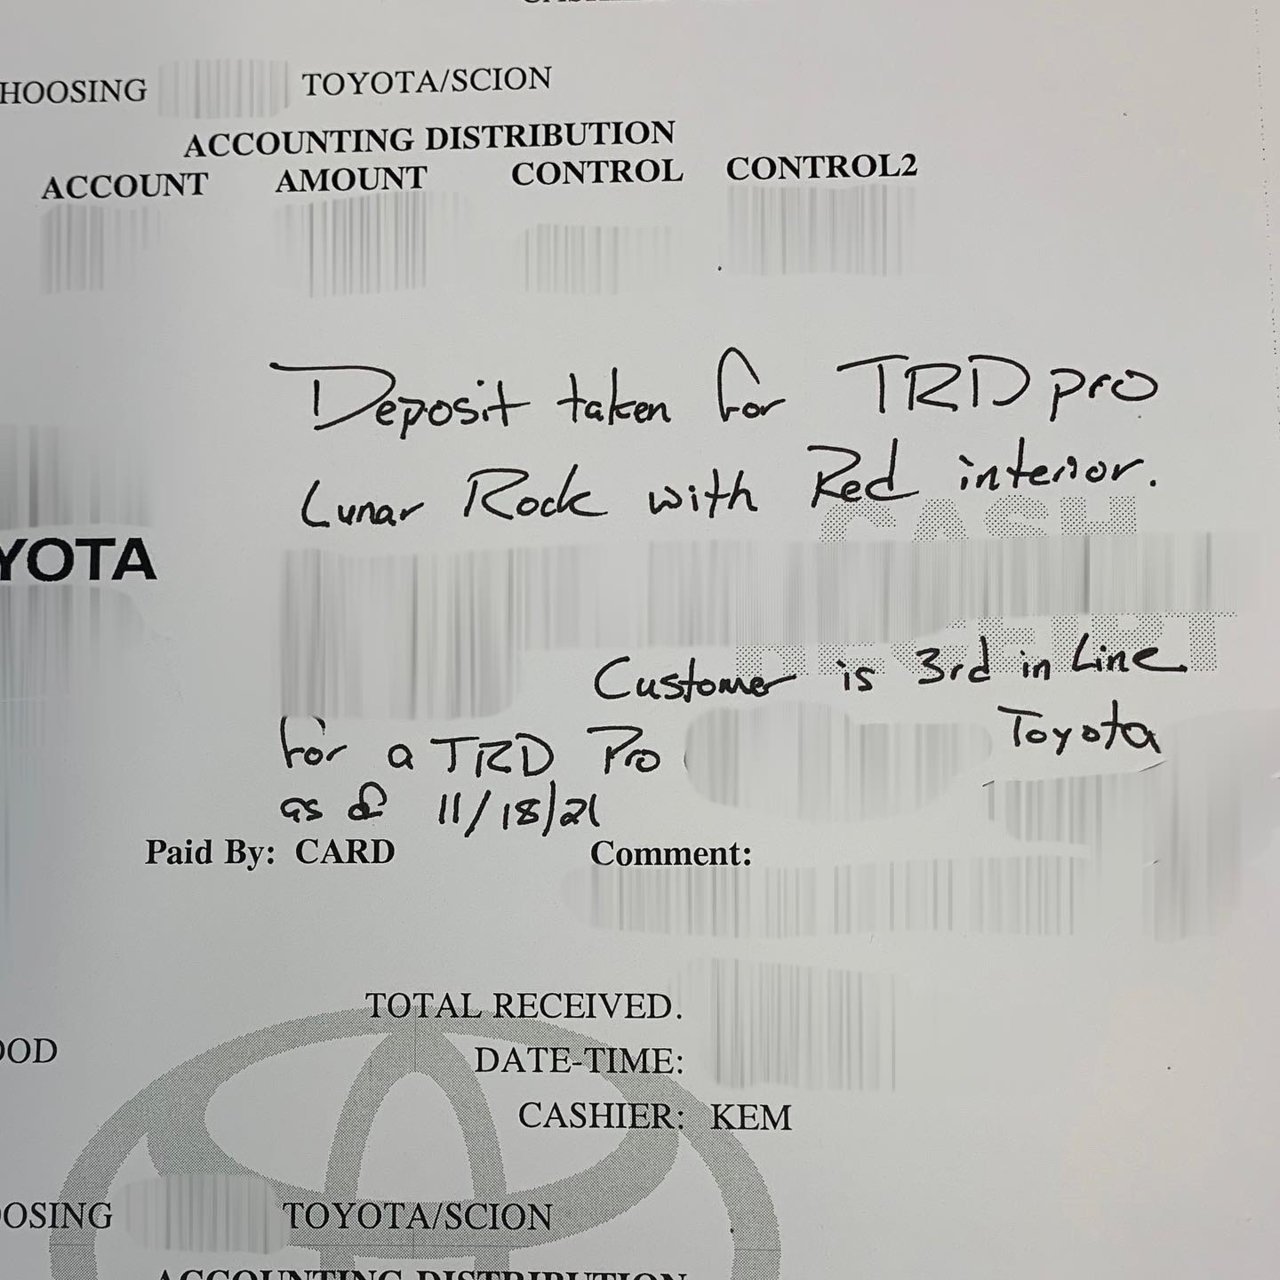 HOOSING TOYOTA/SCION
ACCOUNTING DISTRIBUTION
ACCOUNT AMOUNT CONTROL CONTROL2
Deposit taken for TRD pro
Lunar Rock with Red interior.
CASH
YOTA
Customer is 3rd in Line
for a TRD Pro Toyota
as of 11/18/21
Paid By: CARD Comment:
TOTAL RECEIVED.
OOD
DATE-TIME:
CASHIER: KEM
OSING TOYOTA/SCION
ACCOUNTING DISTRIBUTION